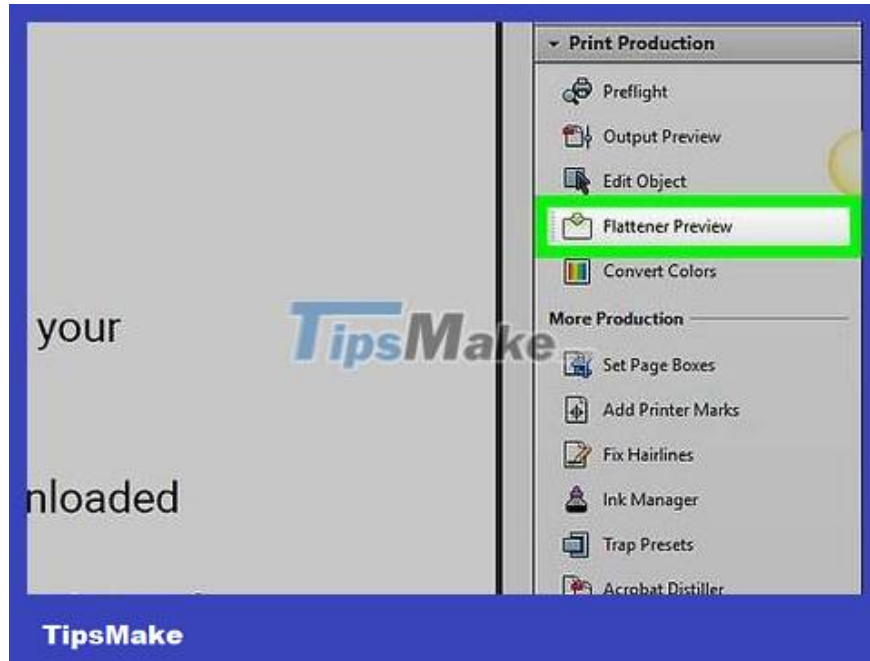 Print Production
Preflight
Output Preview
Edit Object
Flattener Preview
Convert Colors
More Production
Set Page Boxes
Add Printer Marks
Fix Hairlines
Ink Manager
Trap Presets
Acrobat Distiller
your
nloaded
TipsMake
TipsMake